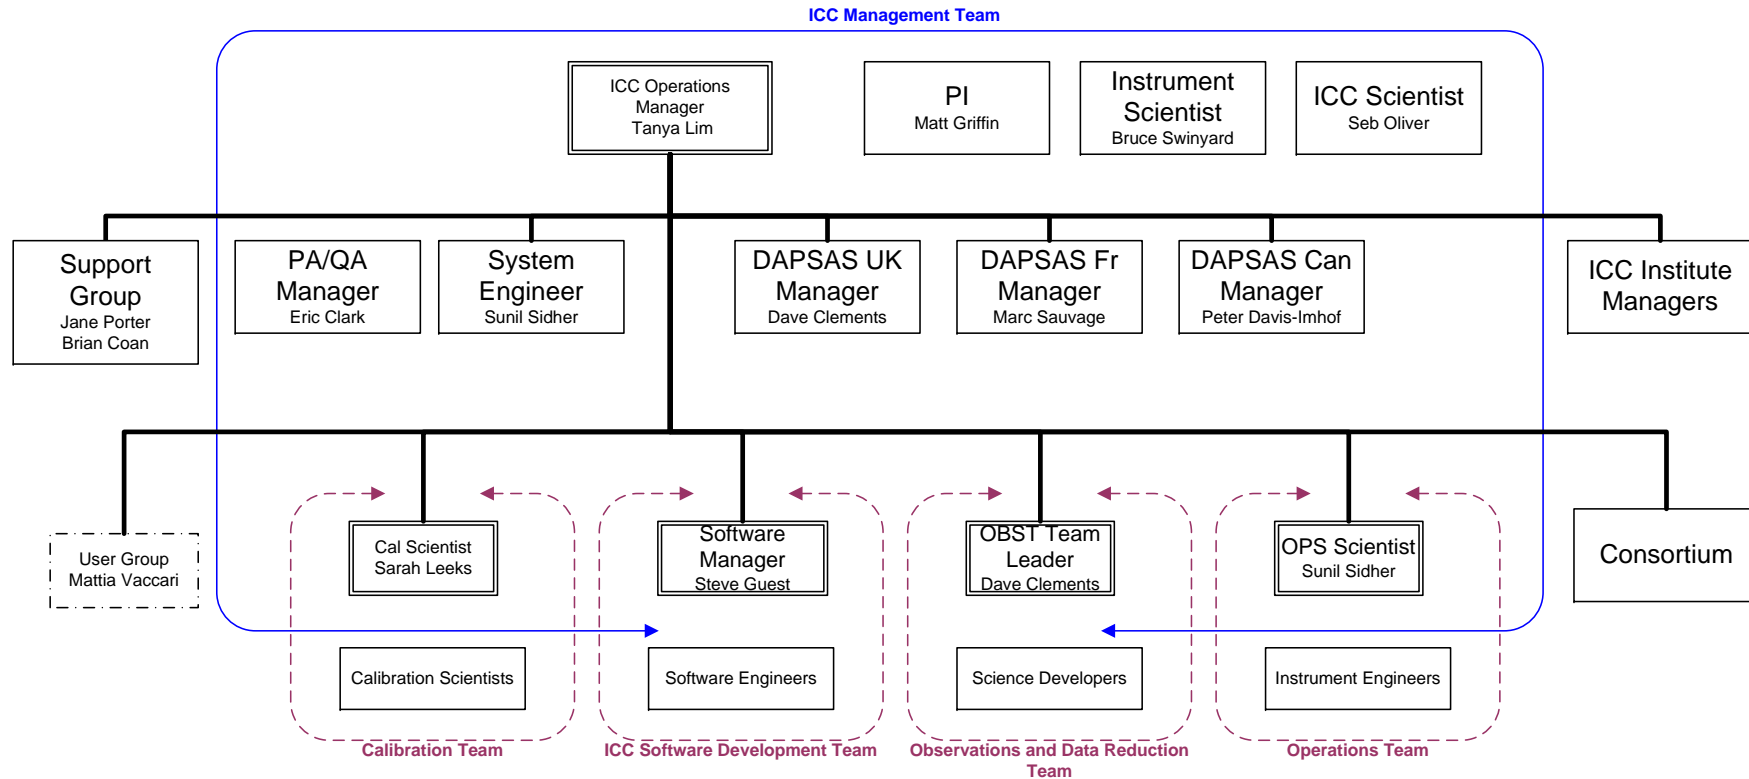 ICC Management Team
ICC Operations
Manager
Tanya Lim
PI
Matt Griffin
Instrument
Scientist
Bruce Swinyard
ICC Scientist
Seb Oliver
Support
Group
Jane Porter
Brian Coan
PA/QA
Manager
Eric Clark
System
Engineer
Sunil Sidher
DAPSAS UK
Manager
Dave Clements
DAPSAS Fr
Manager
Marc Sauvage
DAPSAS Can
Manager
Peter Davis-Imhof
ICC Institute
Managers
User Group
Mattia Vaccari
Cal Scientist
Sarah Leeks
Software
Manager
Steve Guest
OBST Team
Leader
Dave Clements
OPS Scientist
Sunil Sidher
Consortium
Calibration Scientists
Software Engineers
Science Developers
Instrument Engineers
Calibration Team
ICC Software Development Team
Observations and Data Reduction
Team
Operations Team